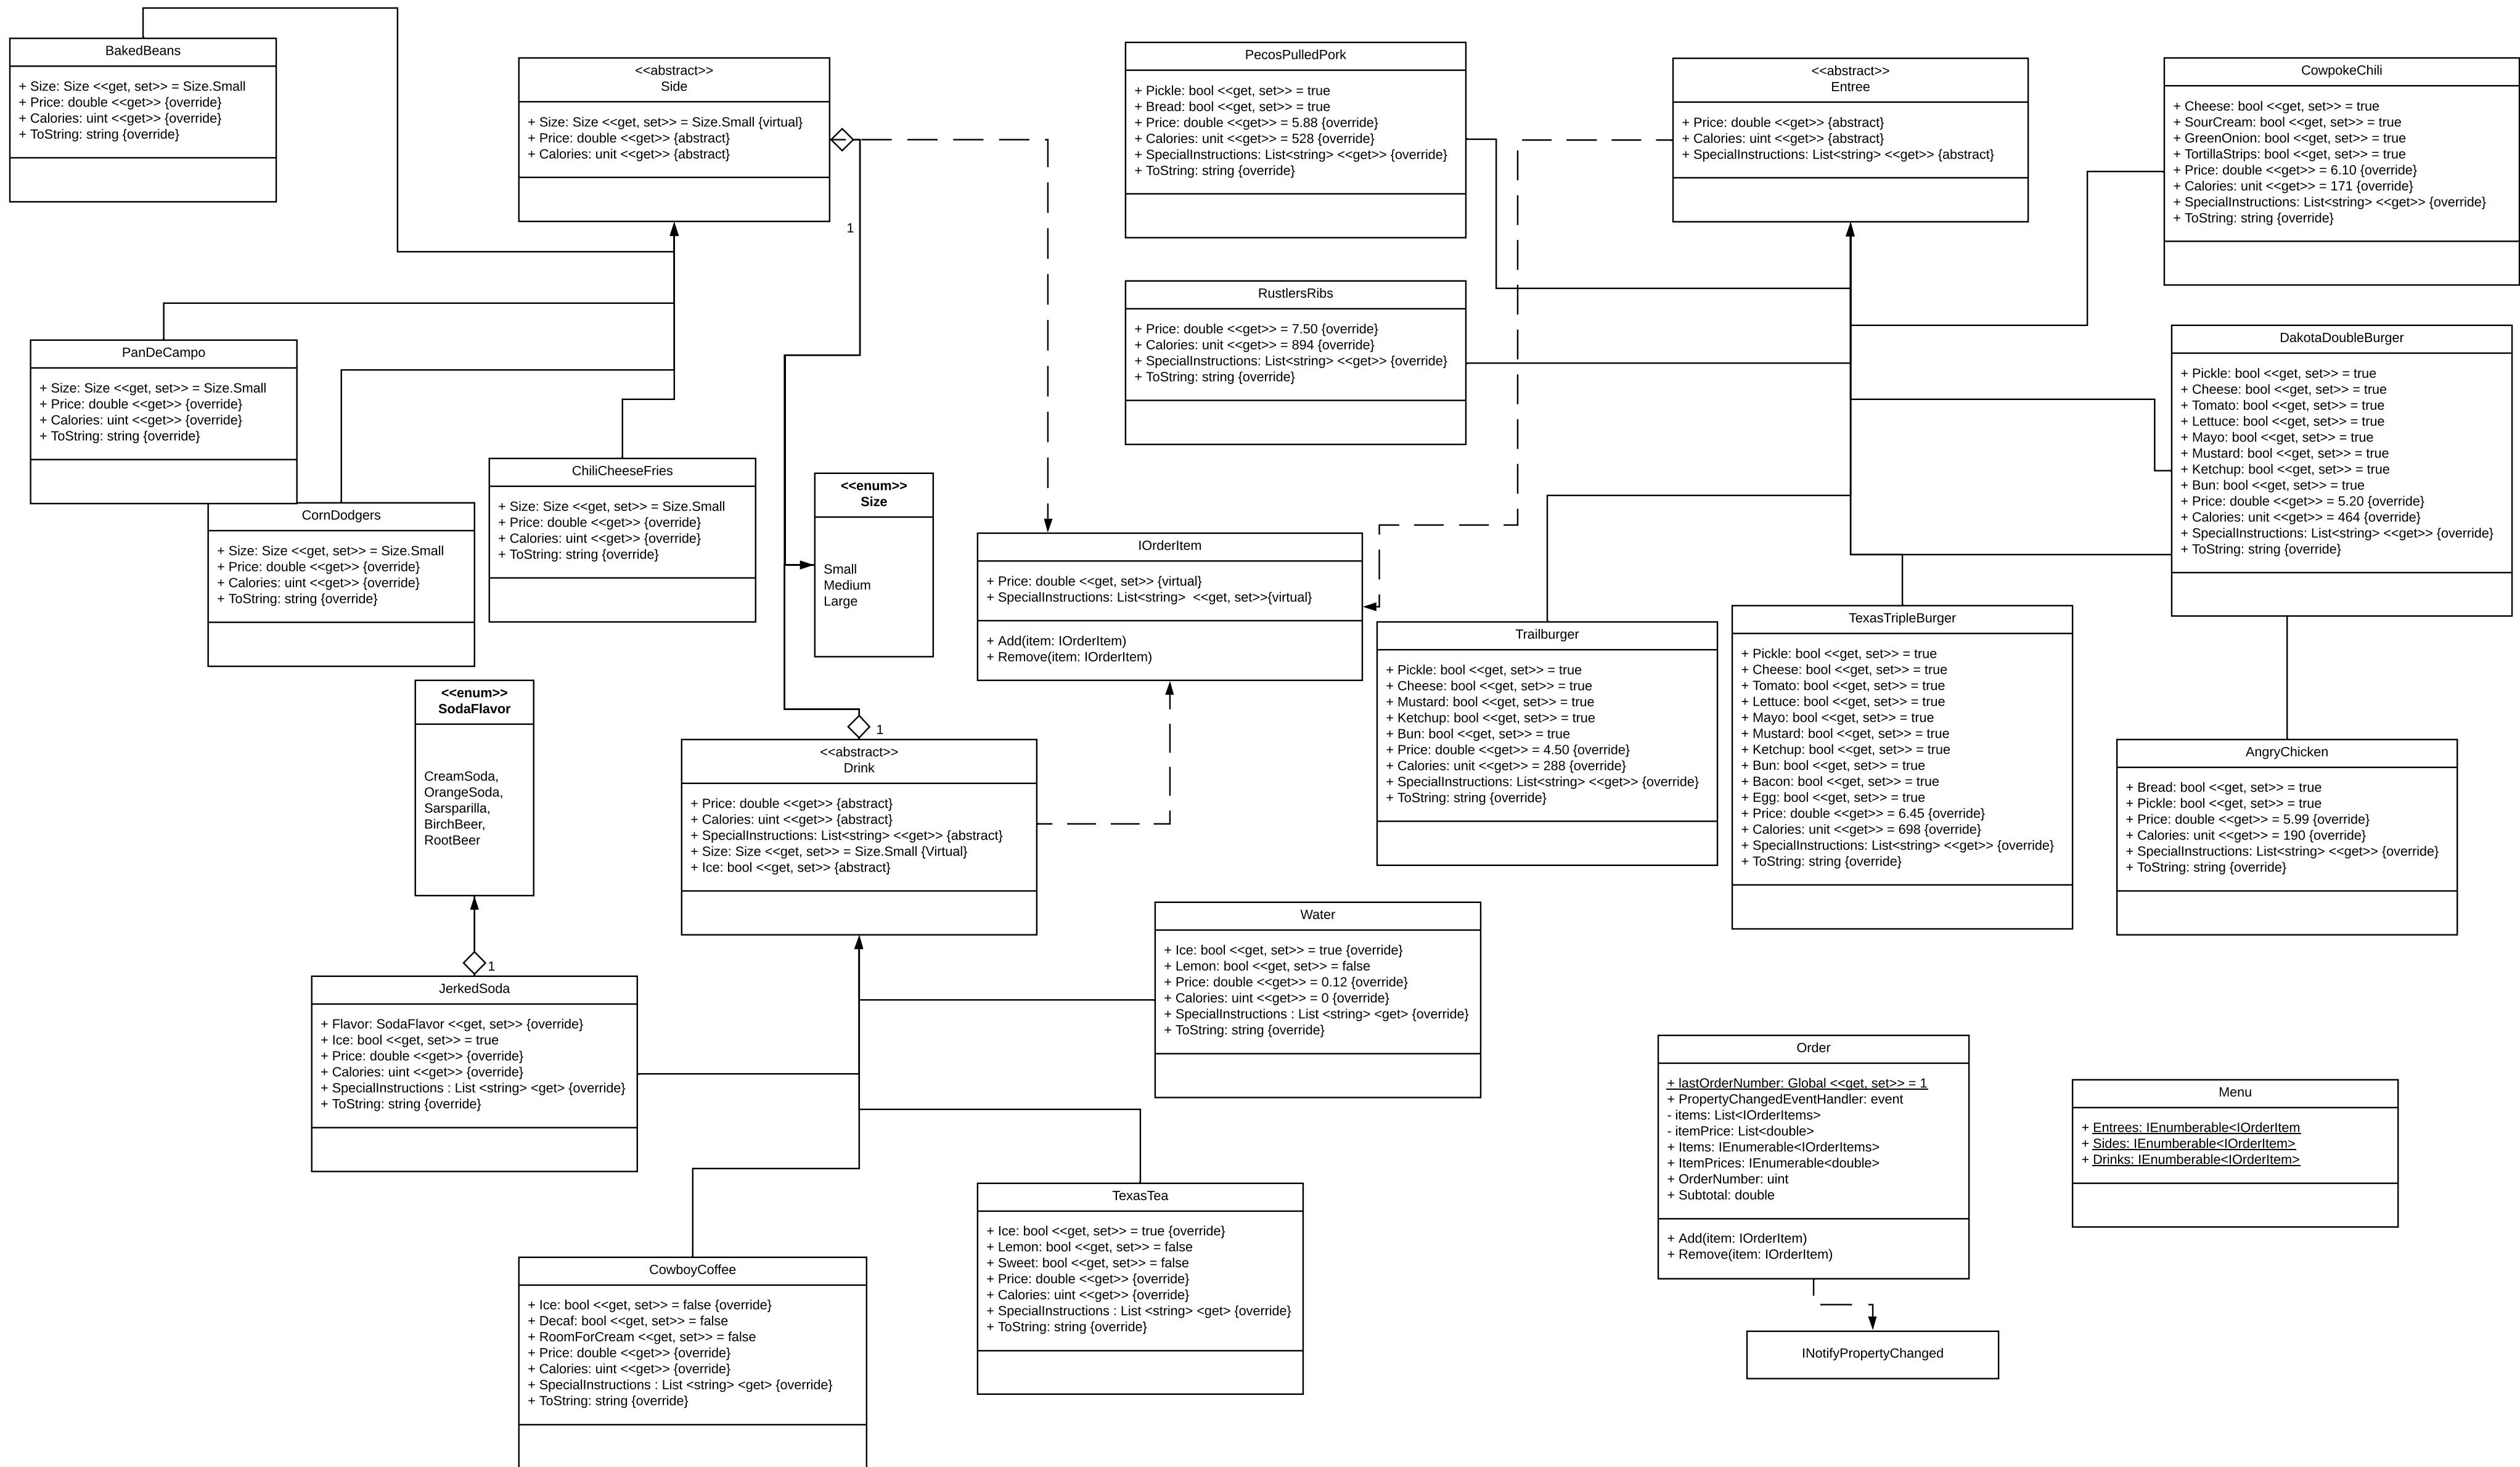 BakedBeans
+ Size: Size <<get, set>> = Size.Small
+ Price: double <<get>> {override}
+ Calories: uint <<get>> {override}
+ ToString: string {override}
<<abstract>>
Side
+ Size: Size <<get, set>> = Size.Small {virtual}
+ Price: double <<get>> {abstract}
+ Calories: unit <<get>> {abstract}
1
PecosPulledPork
+ Pickle: bool <<get, set>> = true
+ Bread: bool <<get, set>> = true
+ Price: double <<get>> = 5.88 {override}
+ Calories: unit <<get>> = 528 {override}
+ SpecialInstructions: List<string> <<get>> {override}
+ ToString: string {override}
<<abstract>>
Entree
+ Price: double <<get>> {abstract}
+ Calories: uint <<get>> {abstract}
+ SpecialInstructions: List<string> <<get>> {abstract}
CowpokeChili
+ Cheese: bool <<get, set>> = true
+ SourCream: bool <<get, set>> = true
+ GreenOnion: bool <<get, set>> = true
+ TortillaStrips: bool <<get, set>> = true
+ Price: double <<get>> = 6.10 {override}
+ Calories: unit <<get>> = 171 {override}
+ SpecialInstructions: List<string> <<get>> {override}
+ ToString: string {override}
RustlersRibs
+ Price: double <<get>> = 7.50 {override}
+ Calories: unit <<get>> = 894 {override}
+ SpecialInstructions: List<string> <<get>> {override}
+ ToString: string {override}
DakotaDoubleBurger
+ Pickle: bool <<get, set>> = true
+ Cheese: bool <<get, set>> = true
+ Tomato: bool <<get, set>> = true
+ Lettuce: bool <<get, set>> = true
+ Mayo: bool <<get, set>> = true
+ Mustard: bool <<get, set>> = true
+ Ketchup: bool <<get, set>> = true
+ Bun: bool <<get, set>> = true
+ Price: double <<get>> = 5.20 {override}
+ Calories: unit <<get>> = 464 {override}
+ SpecialInstructions: List<string> <<get>> {override}
+ ToString: string {override}
PanDeCampo
+ Size: Size <<get, set>> = Size.Small
+ Price: double <<get>> {override}
+ Calories: uint <<get>> {override}
+ ToString: string {override}
CornDodgers
+ Size: Size <<get, set>> = Size.Small
+ Price: double <<get>> {override}
+ Calories: uint <<get>> {override}
+ ToString: string {override}
ChiliCheeseFries
+ Size: Size <<get, set>> = Size.Small
+ Price: double <<get>> {override}
+ Calories: uint <<get>> {override}
+ ToString: string {override}
<<enum>>
Size
Small
Medium
Large
IOrderItem
+ Price: double <<get, set>> {virtual}
+ SpecialInstructions: List<string>  <<get, set>>{virtual}
+ Add(item: IOrderItem)
+ Remove(item: IOrderItem)
Trailburger
+ Pickle: bool <<get, set>> = true
+ Cheese: bool <<get, set>> = true
+ Mustard: bool <<get, set>> = true
+ Ketchup: bool <<get, set>> = true
+ Bun: bool <<get, set>> = true
+ Price: double <<get>> = 4.50 {override}
+ Calories: unit <<get>> = 288 {override}
+ SpecialInstructions: List<string> <<get>> {override}
+ ToString: string {override}
TexasTripleBurger
+ Pickle: bool <<get, set>> = true
+ Cheese: bool <<get, set>> = true
+ Tomato: bool <<get, set>> = true
+ Lettuce: bool <<get, set>> = true
+ Mayo: bool <<get, set>> = true
+ Mustard: bool <<get, set>> = true
+ Ketchup: bool <<get, set>> = true
+ Bun: bool <<get, set>> = true
+ Bacon: bool <<get, set>> = true
+ Egg: bool <<get, set>> = true
+ Price: double <<get>> = 6.45 {override}
+ Calories: unit <<get>> = 698 {override}
+ SpecialInstructions: List<string> <<get>> {override}
+ ToString: string {override}
AngryChicken
+ Bread: bool <<get, set>> = true
+ Pickle: bool <<get, set>> = true
+ Price: double <<get>> = 5.99 {override}
+ Calories: unit <<get>> = 190 {override}
+ SpecialInstructions: List<string> <<get>> {override}
+ ToString: string {override}
<<enum>>
SodaFlavor
CreamSoda,
OrangeSoda,
Sarsparilla,
BirchBeer,
RootBeer
1
<<abstract>>
Drink
+ Price: double <<get>> {abstract}
+ Calories: uint <<get>> {abstract}
+ SpecialInstructions: List<string> <<get>> {abstract}
+ Size: Size <<get, set>> = Size.Small {Virtual}
+ Ice: bool <<get, set>> {abstract}
1
JerkedSoda
+ Flavor: SodaFlavor <<get, set>> {override}
+ Ice: bool <<get, set>> = true
+ Price: double <<get>> {override}
+ Calories: uint <<get>> {override}
+ SpecialInstructions : List <string> <get> {override}
+ ToString: string {override}
Water
+ Ice: bool <<get, set>> = true {override}
+ Lemon: bool <<get, set>> = false
+ Price: double <<get>> = 0.12 {override}
+ Calories: uint <<get>> = 0 {override}
+ SpecialInstructions : List <string> <get> {override}
+ ToString: string {override}
Order
+ lastOrderNumber: Global <<get, set>> = 1
+ PropertyChangedEventHandler: event
- items: List<IOrderItems>
- itemPrice: List<double>
+ Items: IEnumerable<IOrderItems>
+ ItemPrices: IEnumerable<double>
+ OrderNumber: uint
+ Subtotal: double
+ Add(item: IOrderItem)
+ Remove(item: IOrderItem)
Menu
+ Entrees: IEnumberable<IOrderItem
+ Sides: IEnumberable<IOrderItem>
+ Drinks: IEnumberable<IOrderItem>
CowboyCoffee
+ Ice: bool <<get, set>> = false {override}
+ Decaf: bool <<get, set>> = false
+ RoomForCream <<get, set>> = false
+ Price: double <<get>> {override}
+ Calories: uint <<get>> {override}
+ SpecialInstructions : List <string> <get> {override}
+ ToString: string {override}
TexasTea
+ Ice: bool <<get, set>> = true {override}
+ Lemon: bool <<get, set>> = false
+ Sweet: bool <<get, set>> = false
+ Price: double <<get>> {override}
+ Calories: uint <<get>> {override}
+ SpecialInstructions : List <string> <get> {override}
+ ToString: string {override}
INotifyPropertyChanged